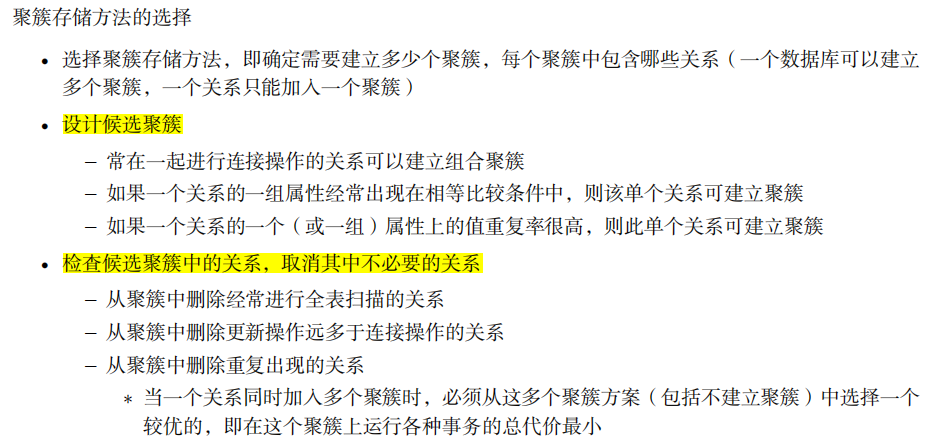 聚簇存储方法的选择
• 选择聚簇存储方法，即确定需要建立多少个聚簇，每个聚簇中包含哪些关系（一个数据库可以建立
多个聚簇，一个关系只能加入一个聚簇）
• 设计候选聚簇
– 常在一起进行连接操作的关系可以建立组合聚簇
– 如果一个关系的一组属性经常出现在相等比较条件中，则该单个关系可建立聚簇
– 如果一个关系的一个（或一组）属性上的值重复率很高，则此单个关系可建立聚簇
• 检查候选聚簇中的关系，取消其中不必要的关系
– 从聚簇中删除经常进行全表扫描的关系
– 从聚簇中删除更新操作远多于连接操作的关系
– 从聚簇中删除重复出现的关系
* 当一个关系同时加入多个聚簇时，必须从这多个聚簇方案（包括不建立聚簇）中选择一个
较优的，即在这个聚簇上运行各种事务的总代价最小